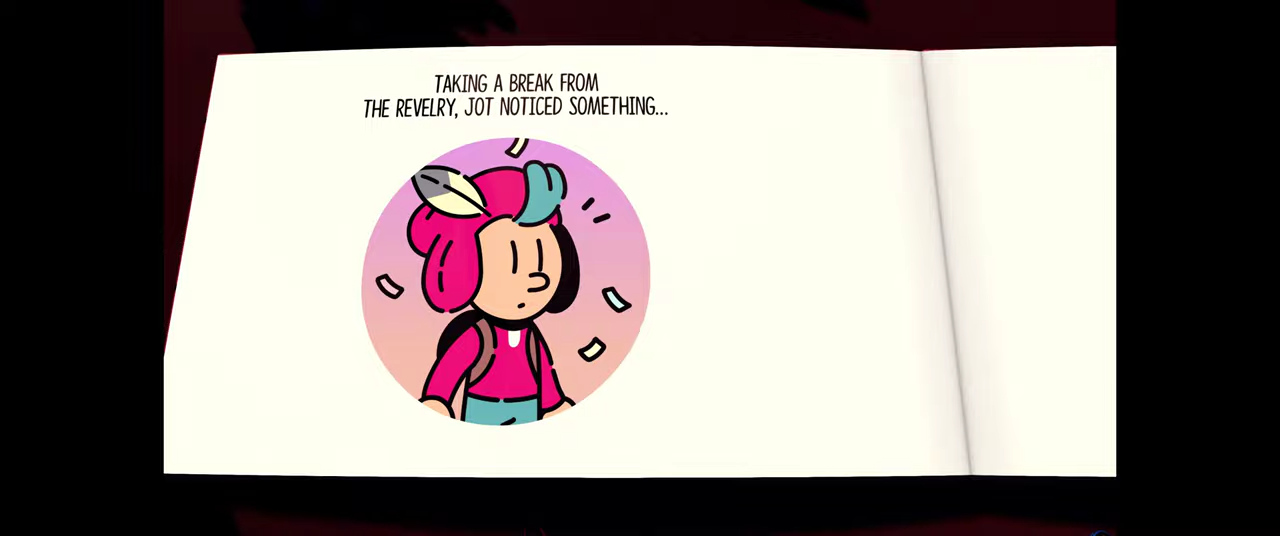 TAKING A BREAK FROM
THE REVELRY, JOT NOTICED SOMETHING...